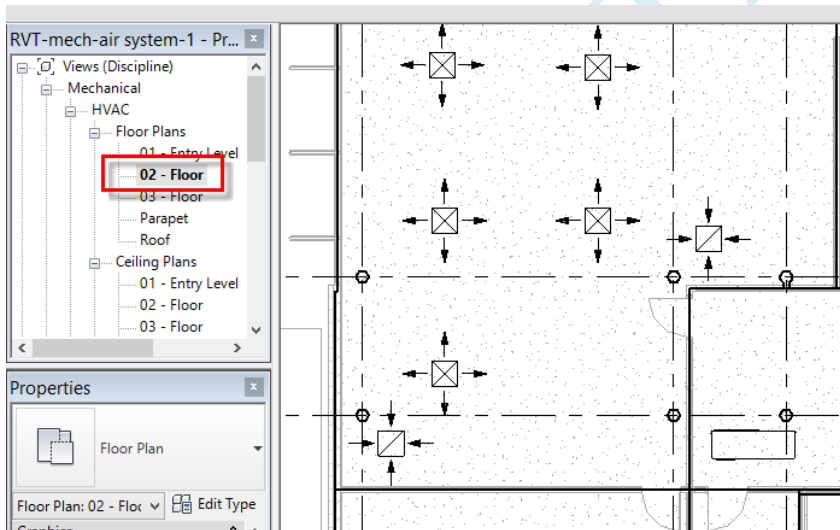 RVT-mech-air system-1 - Pr...
Views (Discipline)
Mechanical
HVAC
Floor Plans
01 - Entry Level
02 - Floor
03 - Floor
Parapet
Roof
Ceiling Plans
01 - Entry Level
02 - Floor
03 - Floor
Properties
Floor Plan
Floor Plan: 02 - Floo
Edit Type
Graphics